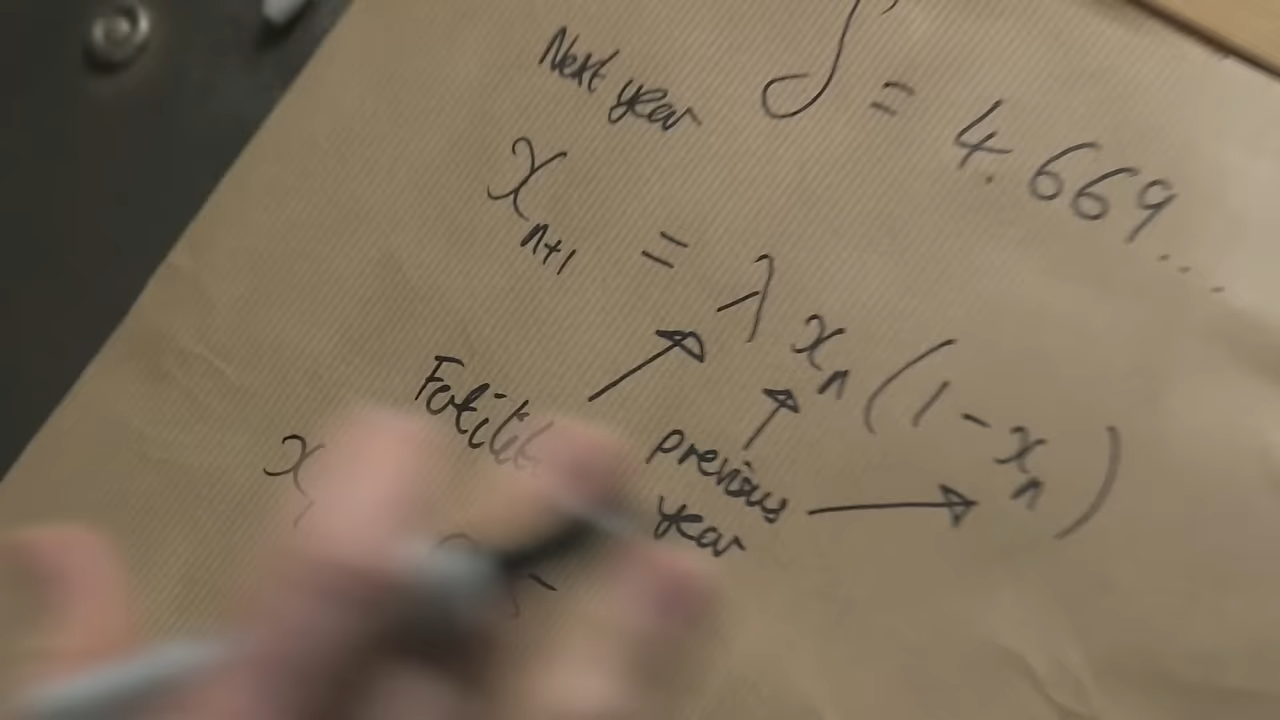 δ = 4.669...
Next year
x_{n+1} = λ x_n (1 - x_n)
previous
year
x